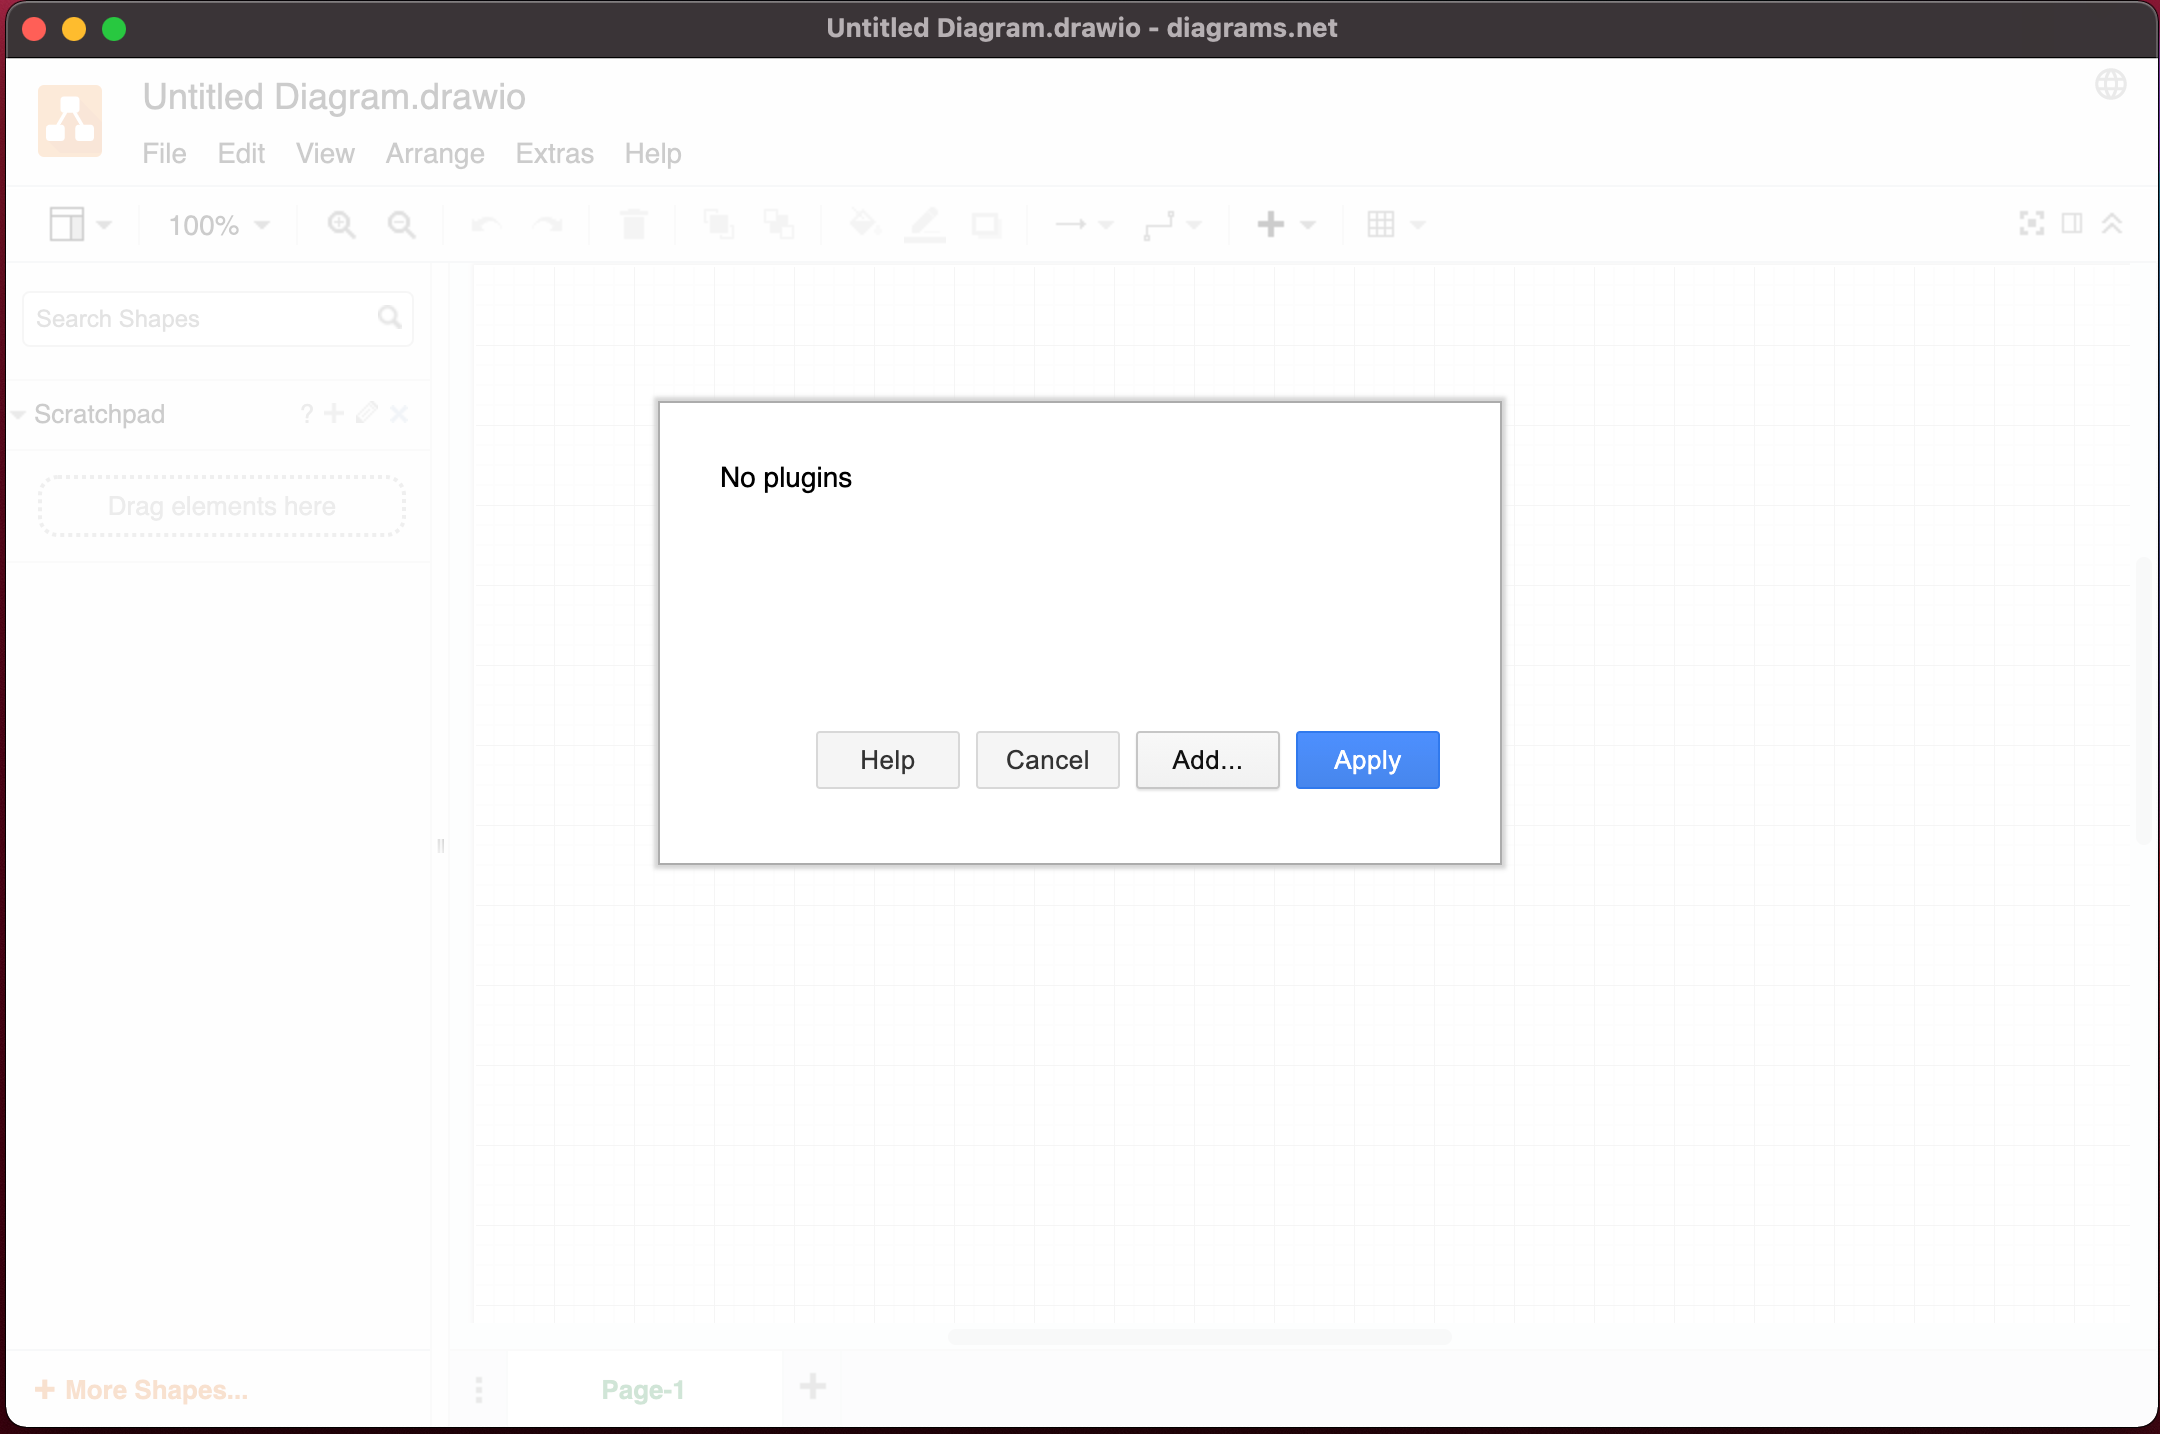 Untitled Diagram.drawio - diagrams.net
Untitled Diagram.drawio
File Edit View Arrange Extras Help
100%
Search Shapes
Scratchpad ?
Drag elements here
No plugins
Help Cancel Add... Apply
+ More Shapes...
Page-1